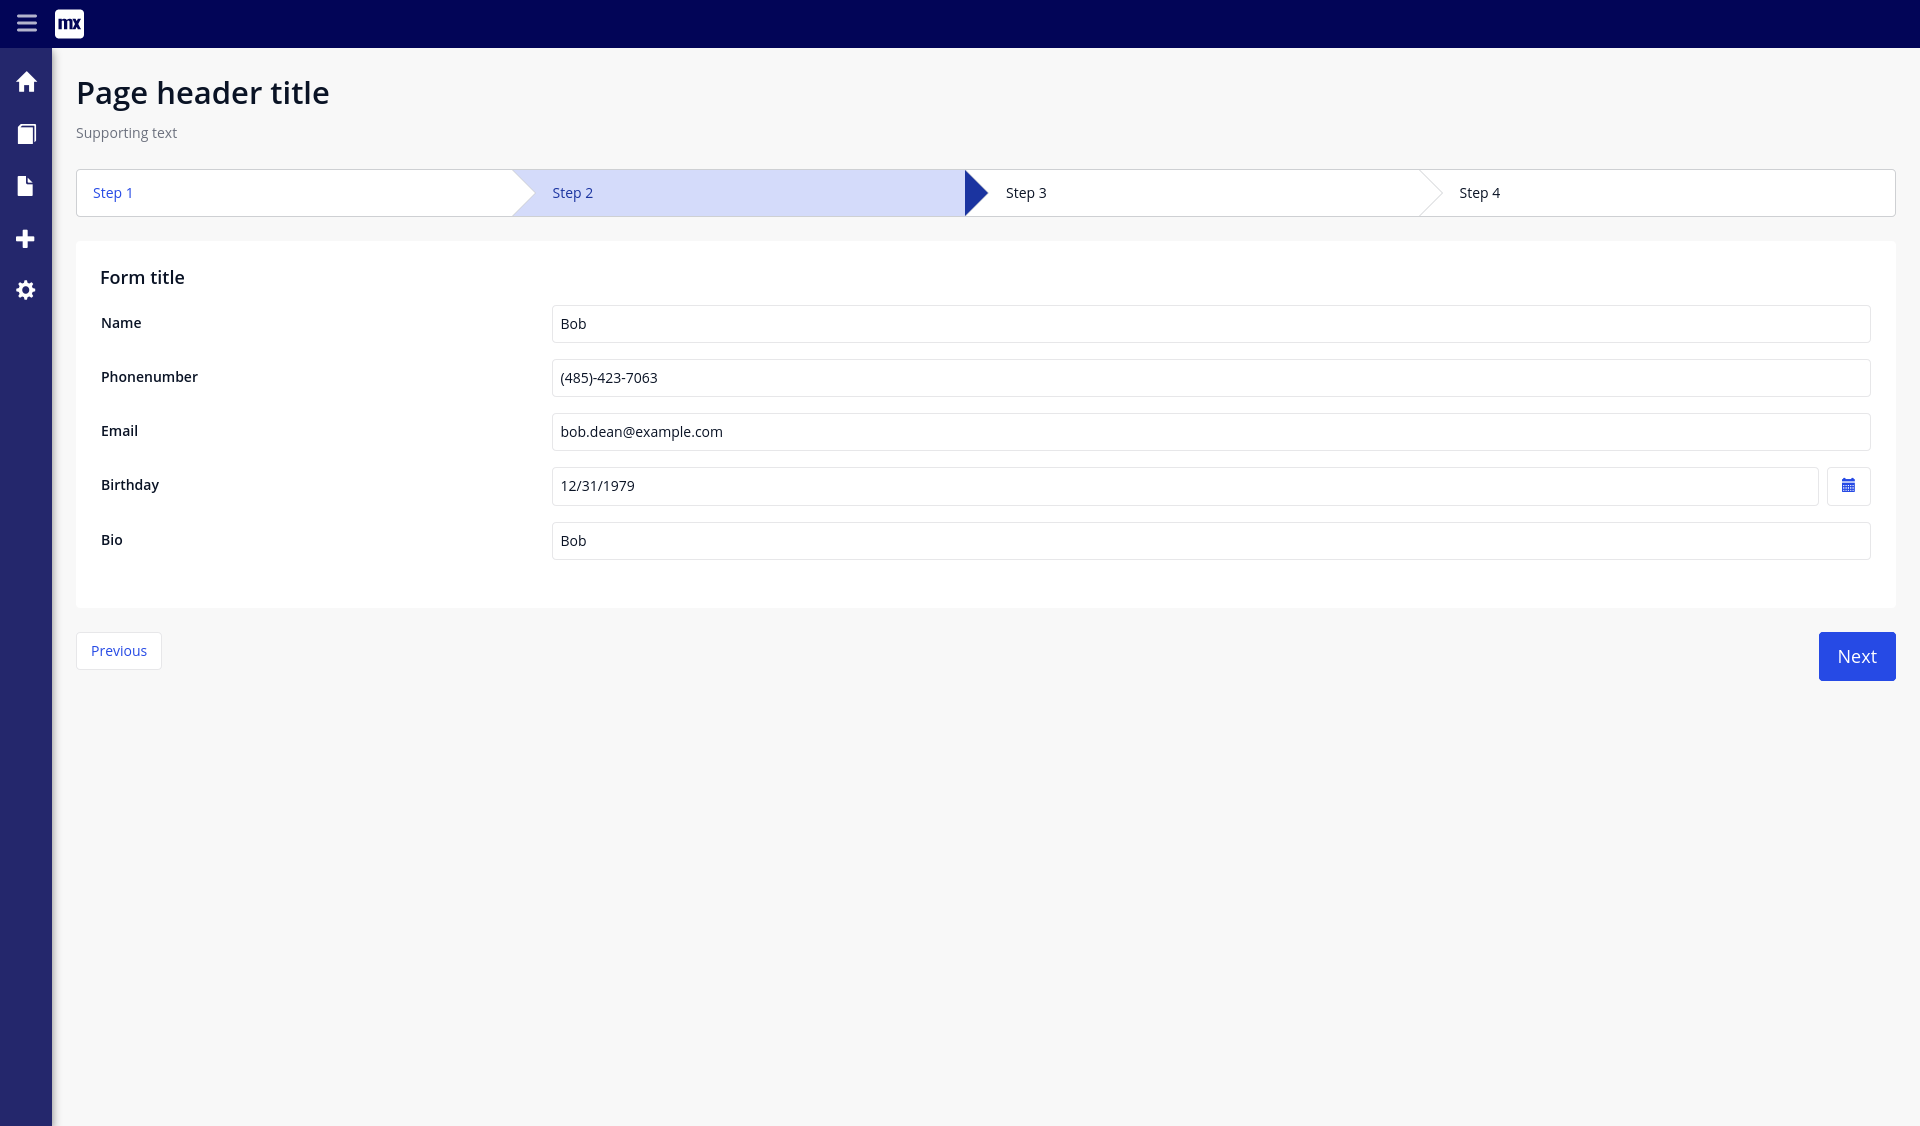 mx
Page header title
Supporting text
Step 1
Step 2
Step 3
Step 4
Form title
Name
Bob
Phonenumber
(485)-423-7063
Email
bob.dean@example.com
Birthday
12/31/1979
Bio
Bob
Previous
Next